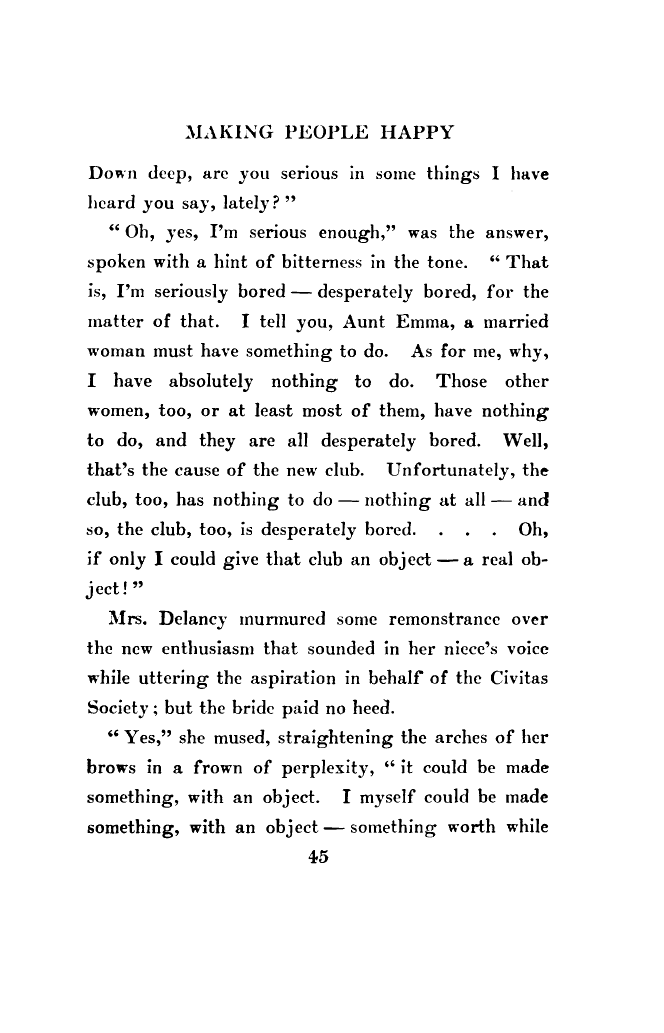 MAKING PEOPLE HAPPY
Down deep, are you serious in some things I have
heard you say, lately?”
“Oh, yes, I’m serious enough,” was the answer,
spoken with a hint of bitterness in the tone. “That
is, I’m seriously bored — desperately bored, for the
matter of that. I tell you, Aunt Emma, a married
woman must have something to do. As for me, why,
I have absolutely nothing to do. Those other
women, too, or at least most of them, have nothing
to do, and they are all desperately bored. Well,
that’s the cause of the new club. Unfortunately, the
club, too, has nothing to do — nothing at all — and
so, the club, too, is desperately bored. . . . Oh,
if only I could give that club an object — a real ob-
ject!”
Mrs. Delancy murmured some remonstrance over
the new enthusiasm that sounded in her niece’s voice
while uttering the aspiration in behalf of the Civitas
Society; but the bride paid no heed.
“Yes,” she mused, straightening the arches of her
brows in a frown of perplexity, “it could be made
something, with an object. I myself could be made
something, with an object — something worth while
45